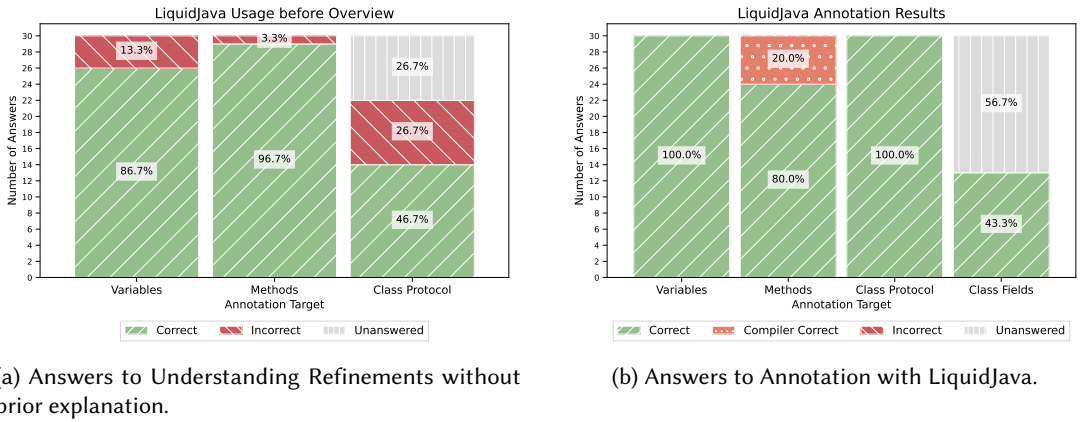 LiquidJava Usage before Overview
30
28
26
24
22
20
18
16
14
12
10
8
6
4
2
0
Number of Answers
13.3%
86.7%
3.3%
96.7%
26.7%
26.7%
46.7%
Variables
Methods
Class Protocol
Annotation Target
Correct
Incorrect
Unanswered
(a) Answers to Understanding Refinements without
prior explanation.
LiquidJava Annotation Results
30
28
26
24
22
20
18
16
14
12
10
8
6
4
2
0
Number of Answers
100.0%
20.0%
80.0%
100.0%
56.7%
43.3%
Variables
Methods
Class Protocol
Class Fields
Annotation Target
Correct
Compiler Correct
Incorrect
Unanswered
(b) Answers to Annotation with LiquidJava.